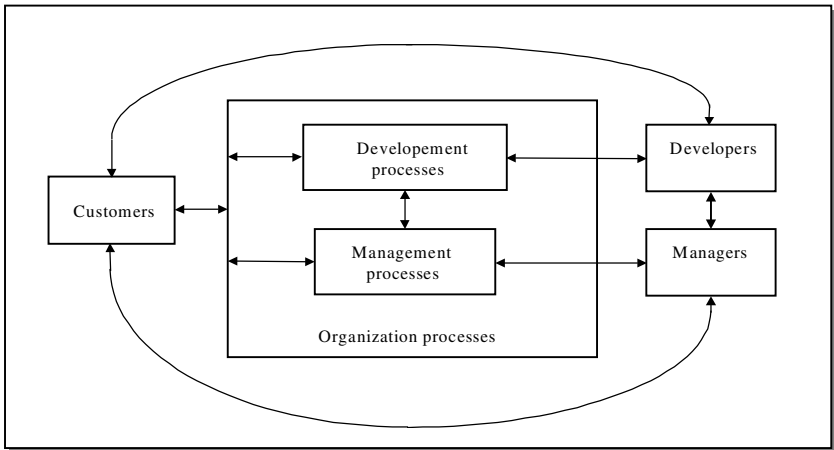 Developement
processes
Developers
Customers
Management
processes
Managers
Organization processes